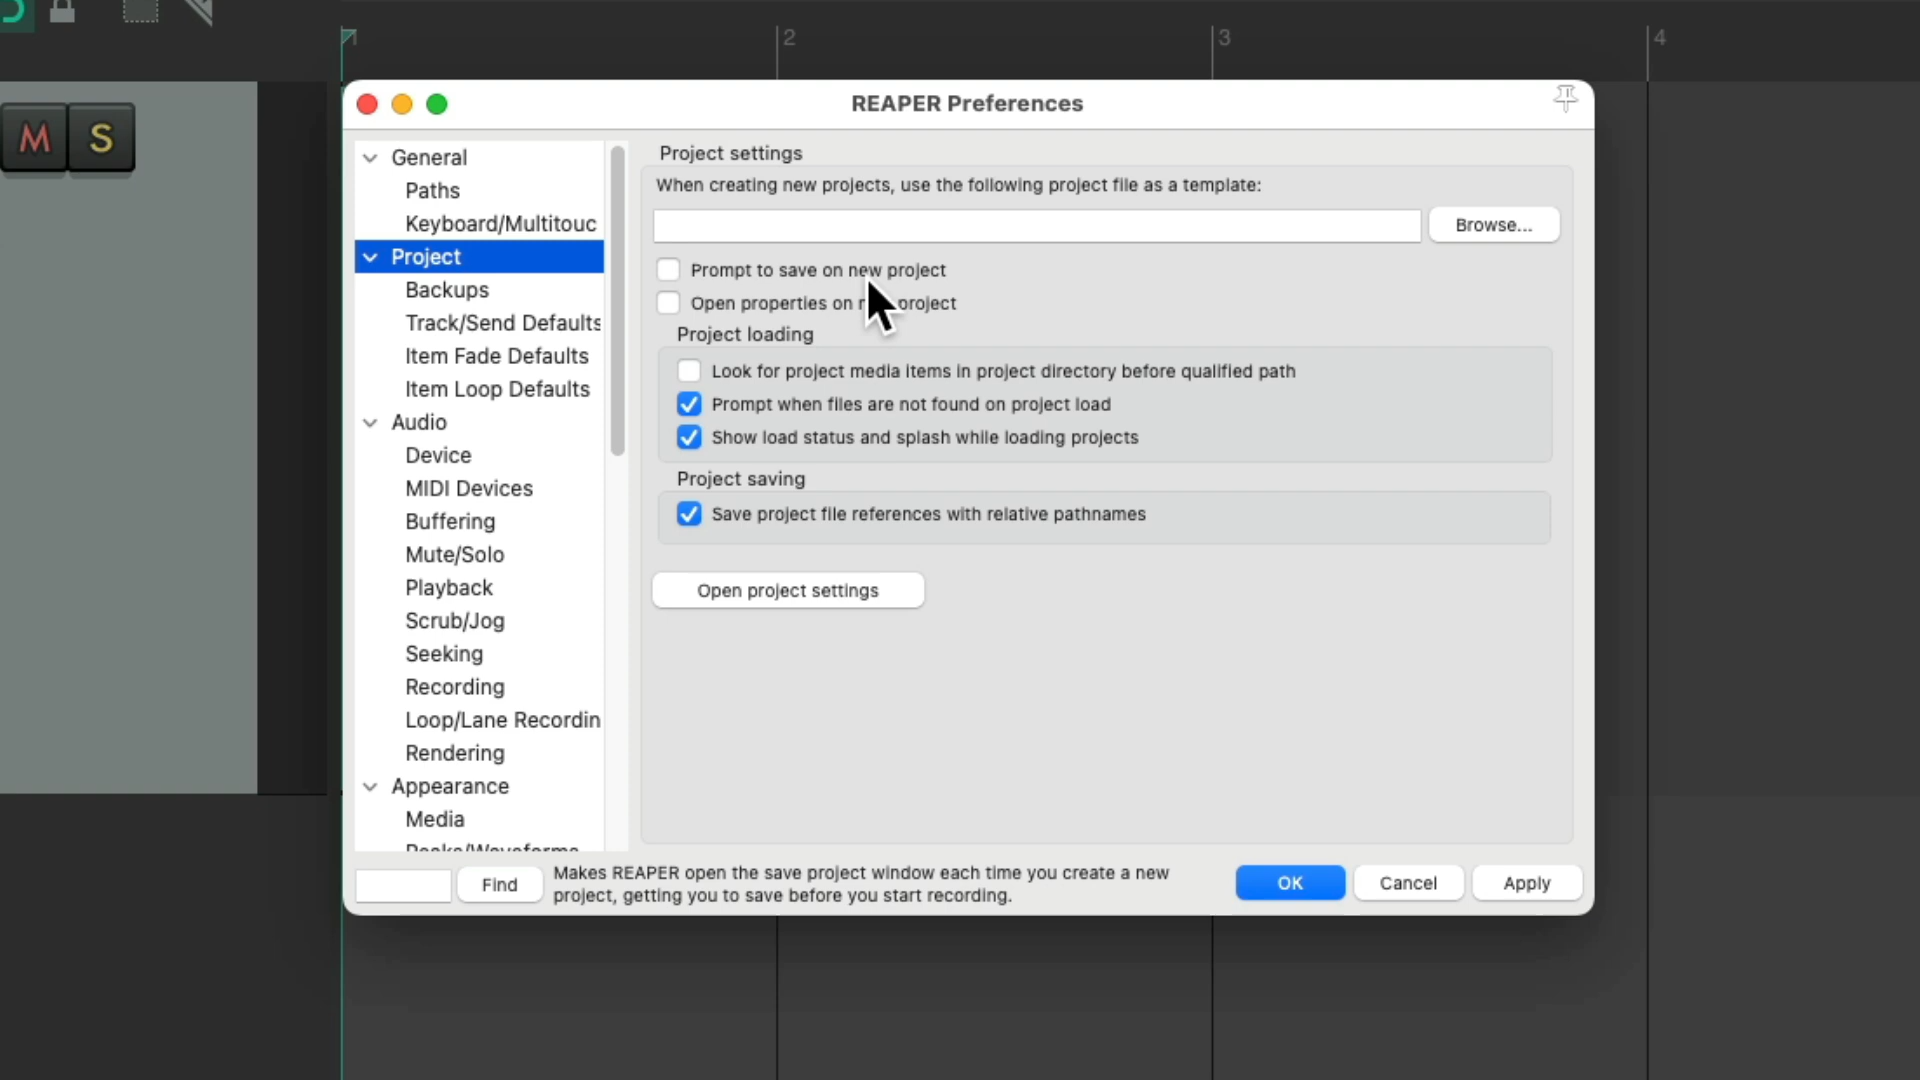 1
2
3
4
M
S
REAPER Preferences
General
Paths
Keyboard/Multitouc
Project
Backups
Track/Send Defaults
Item Fade Defaults
Item Loop Defaults
Audio
Device
MIDI Devices
Buffering
Mute/Solo
Playback
Scrub/Jog
Seeking
Recording
Loop/Lane Recordin
Rendering
Appearance
Media
Peaks/Waveforms
Find
Project settings
When creating new projects, use the following project file as a template:
Browse...
Prompt to save on new project
Open properties on project
Project loading
Look for project media items in project directory before qualified path
Prompt when files are not found on project load
Show load status and splash while loading projects
Project saving
Save project file references with relative pathnames
Open project settings
Makes REAPER open the save project window each time you create a new
project, getting you to save before you start recording.
OK
Cancel
Apply